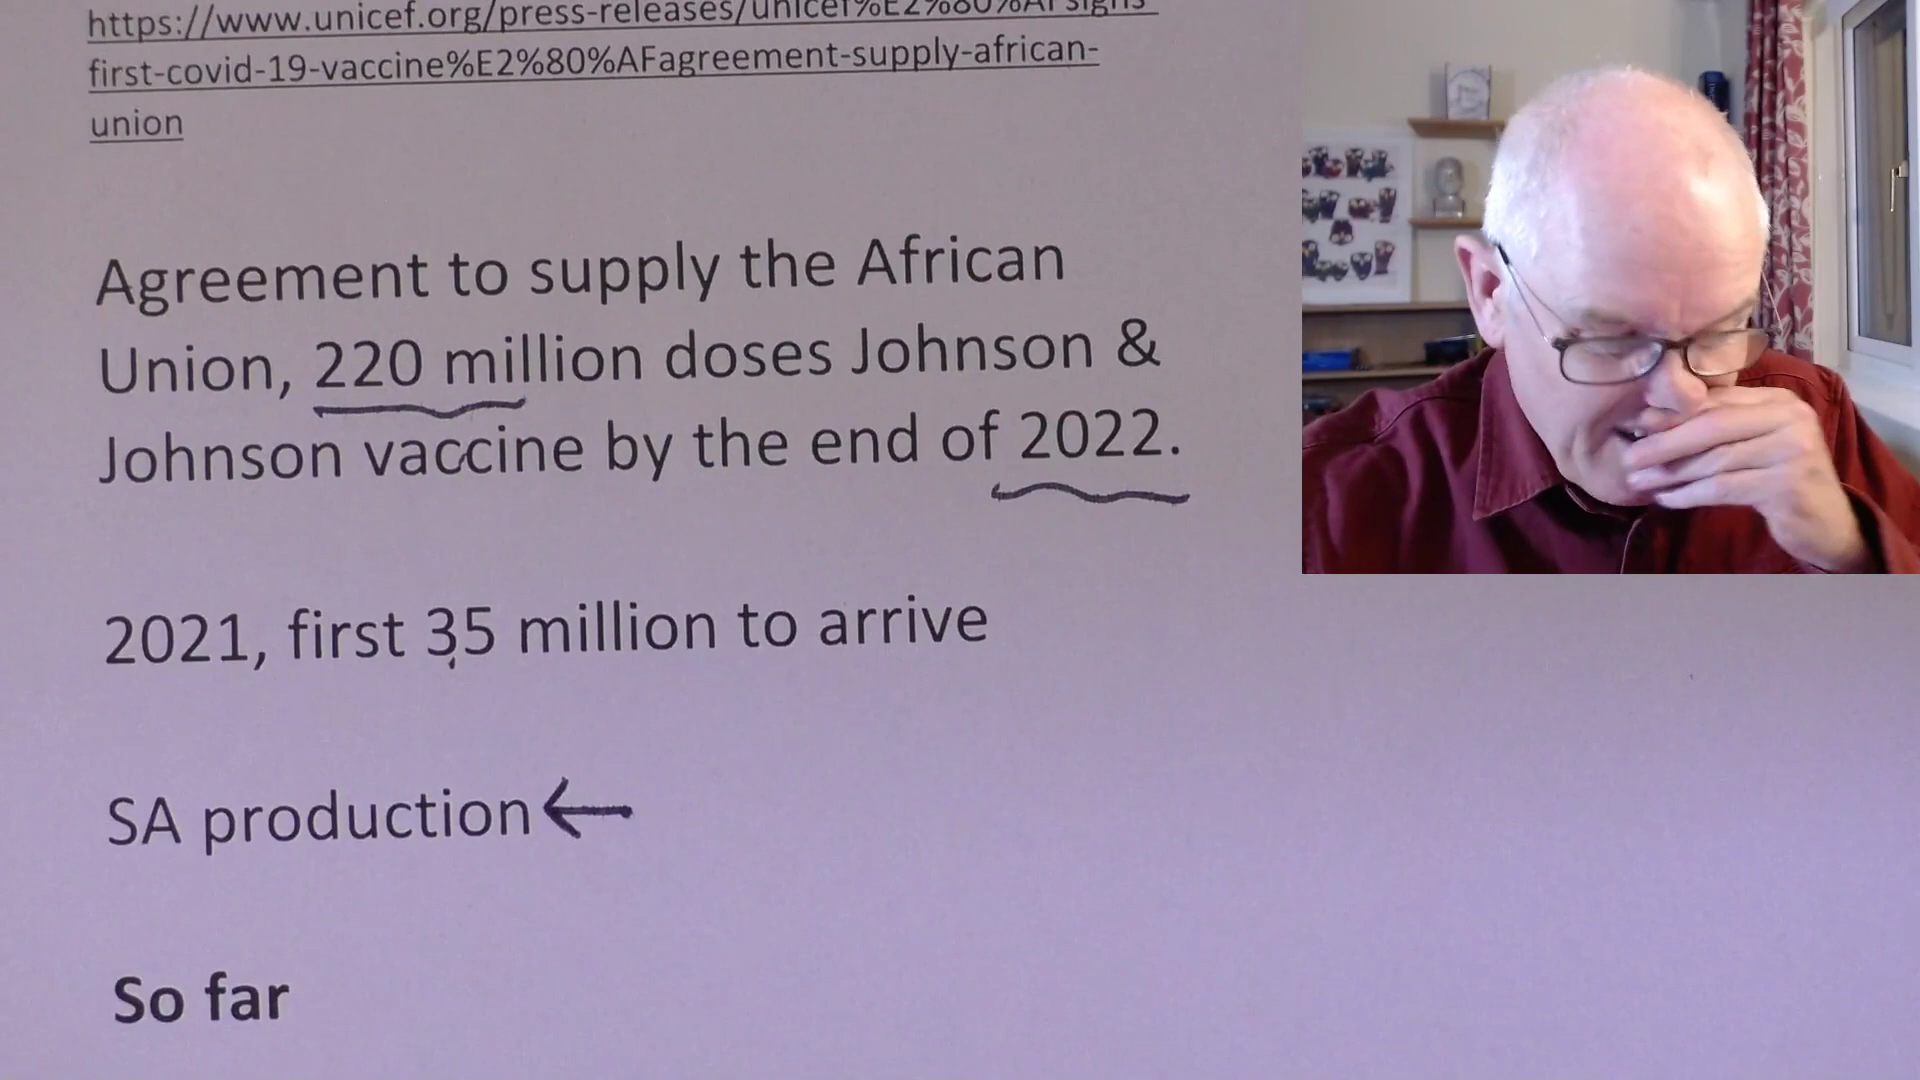 https://www.unicef.org/press-releases/unicef%E2%80%AFsigns-
first-covid-19-vaccine%E2%80%AFagreement-supply-african-
union
Agreement to supply the African
Union, 220 million doses Johnson &
Johnson vaccine by the end of 2022.
2021, first 35 million to arrive
SA production
So far